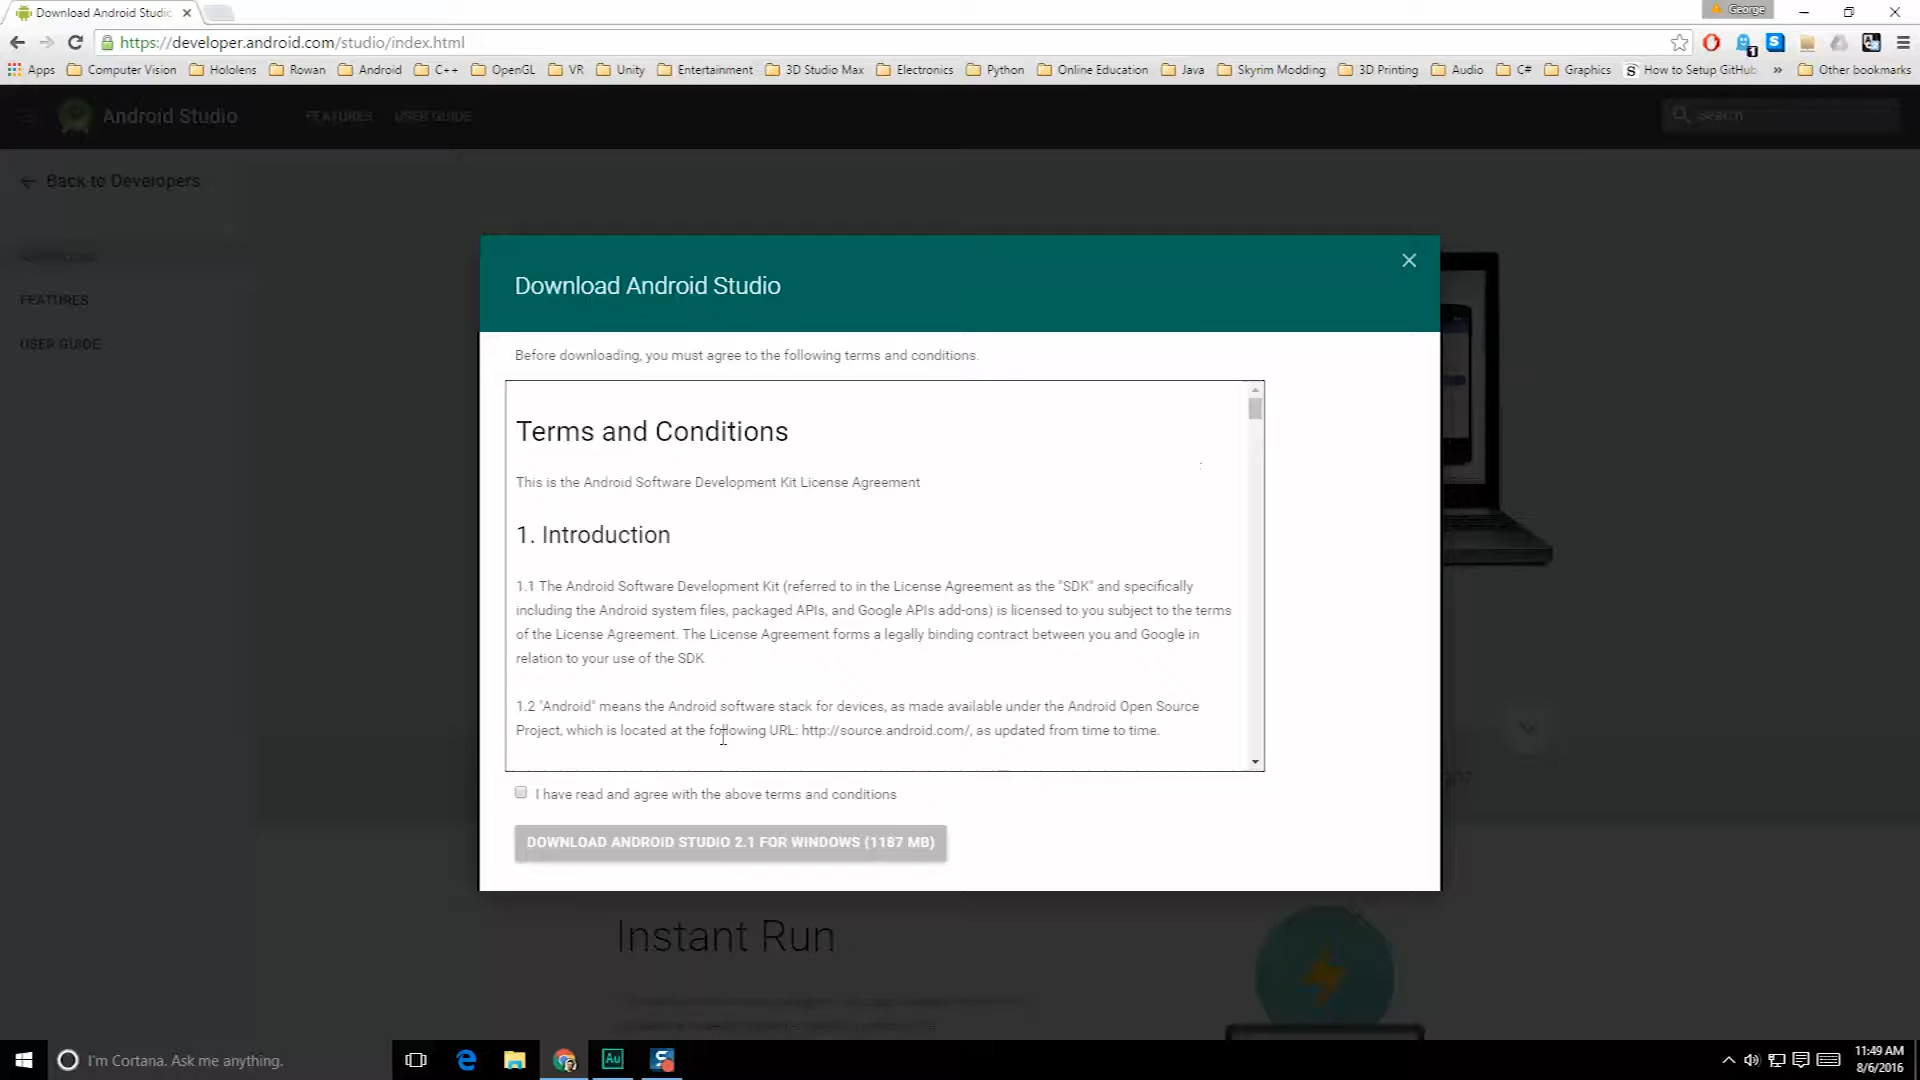 Download Android Studio
George
https://developer.android.com/studio/index.html
Apps Computer Vision Hololens Rowan Android C++ OpenGL VR Unity Entertainment 3D Studio Max Electronics Python Online Education Java Skyrim Modding 3D Printing Audio C# Graphics How to Setup GitHub » Other bookmarks
Android Studio FEATURES USER GUIDE Search
Back to Developers
FEATURES
USER GUIDE
Download Android Studio
Before downloading, you must agree to the following terms and conditions.
Terms and Conditions
This is the Android Software Development Kit License Agreement
1. Introduction
1.1 The Android Software Development Kit (referred to in the License Agreement as the "SDK" and specifically
including the Android system files, packaged APIs, and Google APIs add-ons) is licensed to you subject to the terms
of the License Agreement. The License Agreement forms a legally binding contract between you and Google in
relation to your use of the SDK.
1.2 "Android" means the Android software stack for devices, as made available under the Android Open Source
Project, which is located at the following URL: http://source.android.com/, as updated from time to time.
I have read and agree with the above terms and conditions
DOWNLOAD ANDROID STUDIO 2.1 FOR WINDOWS (1187 MB)
Instant Run
I'm Cortana. Ask me anything.
Au
11:49 AM
8/6/2016